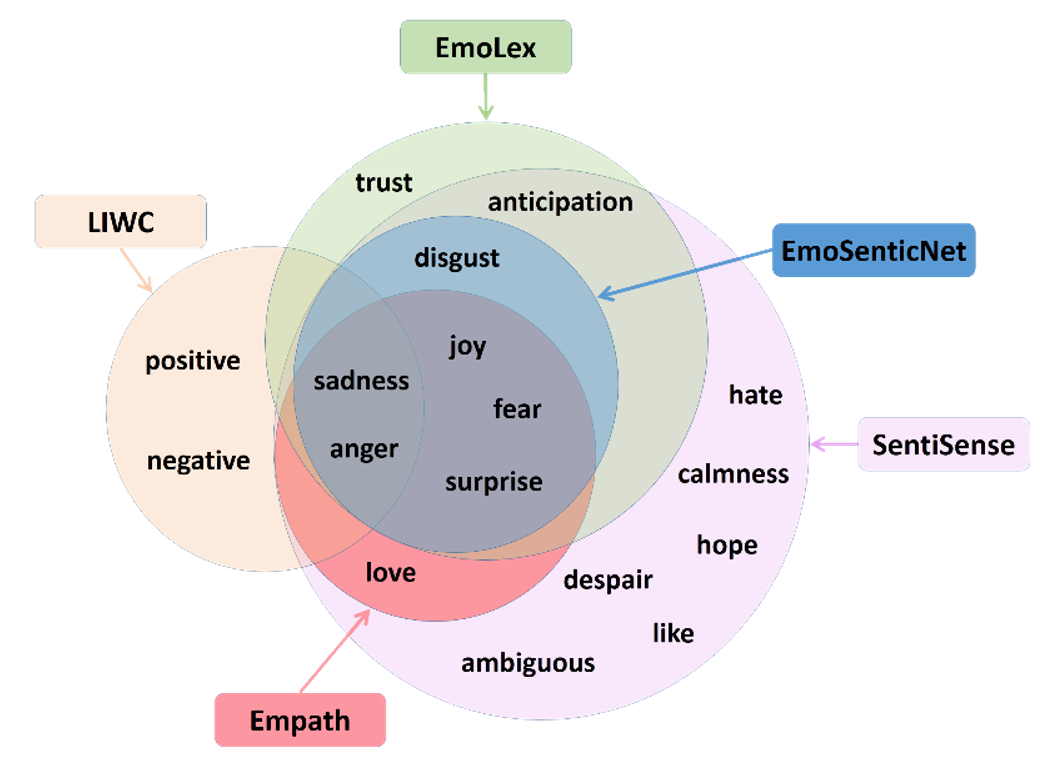 EmoLex
trust
anticipation
LIWC
disgust
EmoSenticNet
joy
positive
sadness
hate
fear
SentiSense
anger
negative
calmness
surprise
hope
love
despair
like
ambiguous
Empath